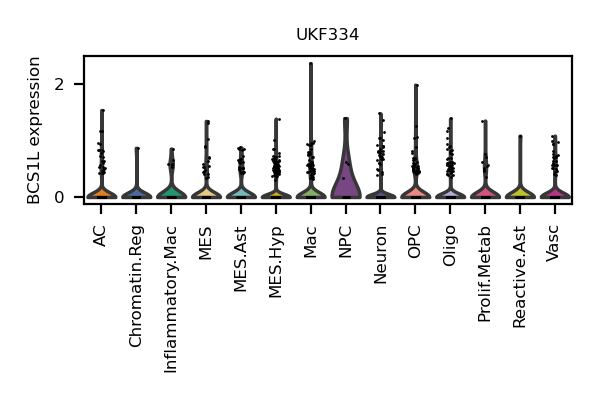 UKF334
BCS1L expression
2
0
AC
Chromatin.Reg
Inflammatory.Mac
MES
MES.Ast
MES.Hyp
Mac
NPC
Neuron
OPC
Oligo
Prolif.Metab
Reactive.Ast
Vasc